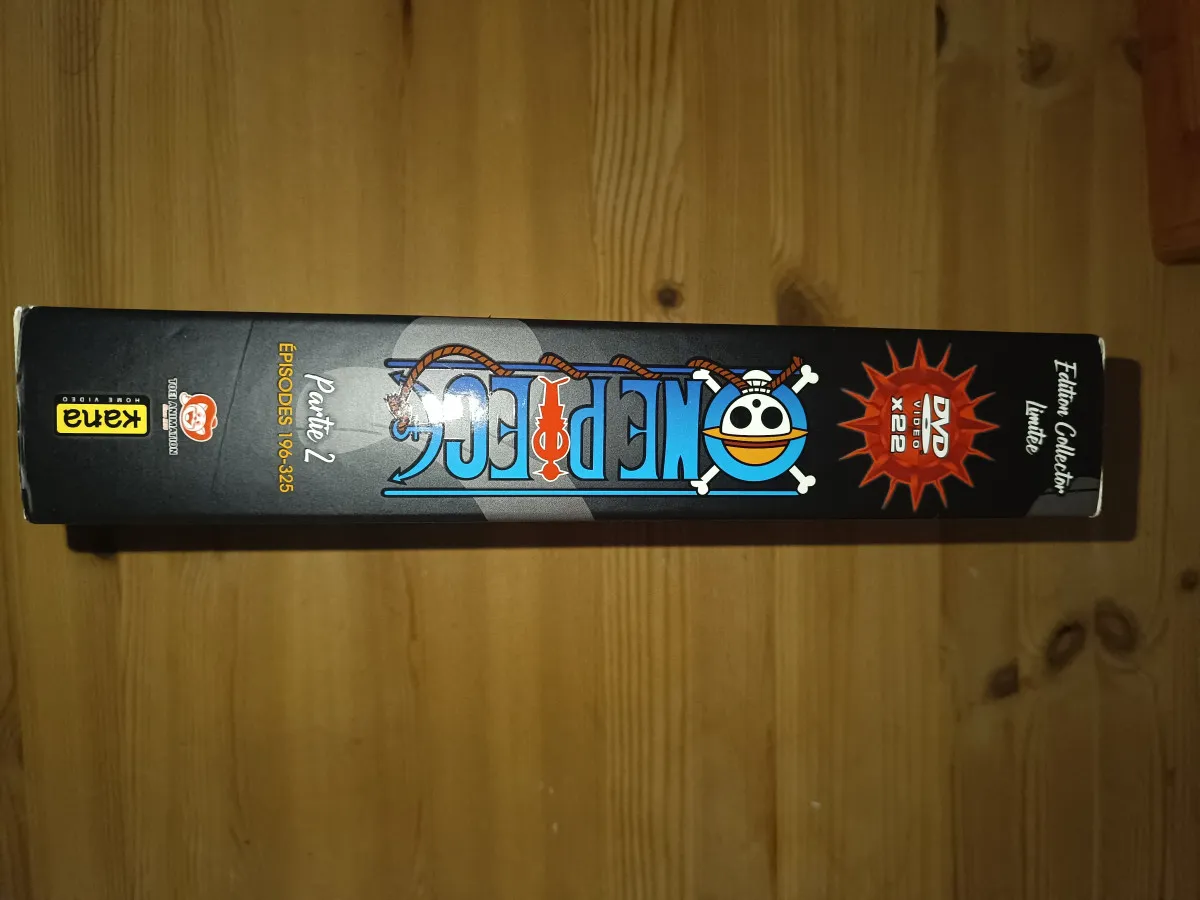 Edition Collector
Limitée
DVD
VIDEO
x22
ONE PIECE
Partie 2
ÉPISODES 196-325
TOEI ANIMATION
kana
HOME VIDEO